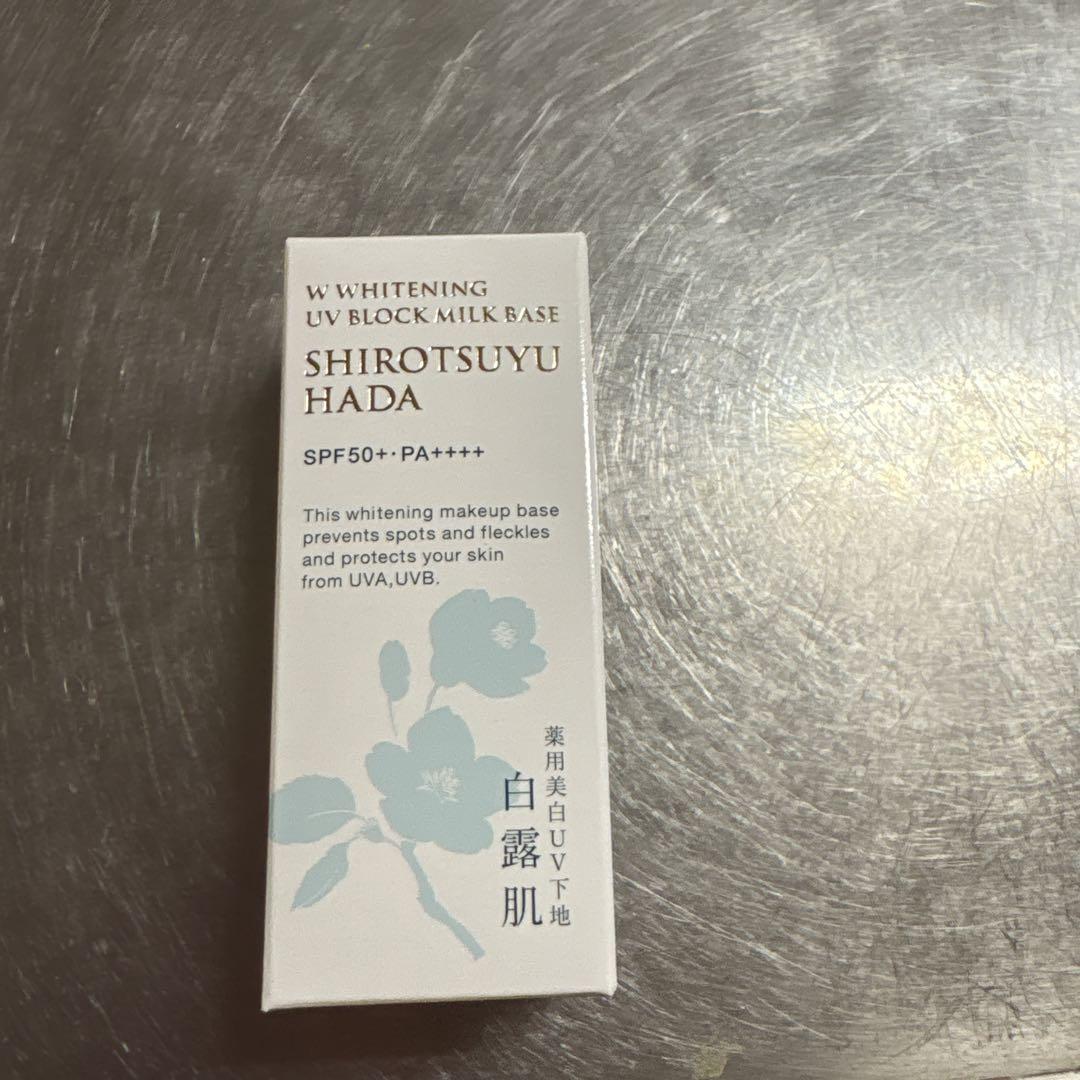 W WHITENING
UV BLOCK MILK BASE
SHIROTSUYU
HADA
SPF50+・PA++++
This whitening makeup base
prevents spots and fleckles
and protects your skin
from UVA,UVB.
薬用美白UV下地
白露肌